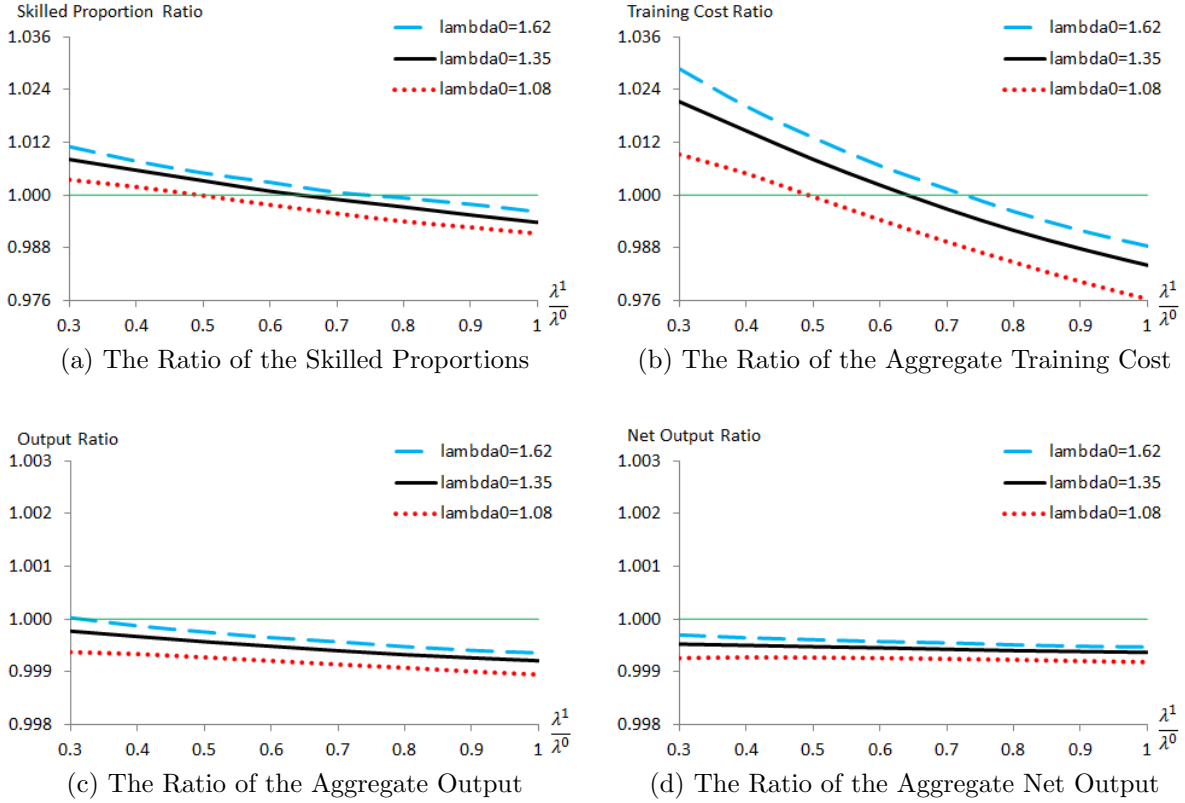 Skilled Proportion Ratio
1.036
1.024
1.012
1.000
0.988
0.976
0.3 0.4 0.5 0.6 0.7 0.8 0.9 1
λ¹
λ⁰
lambda0=1.62
lambda0=1.35
lambda0=1.08
(a) The Ratio of the Skilled Proportions
Training Cost Ratio
1.036
1.024
1.012
1.000
0.988
0.976
0.3 0.4 0.5 0.6 0.7 0.8 0.9 1
λ¹
λ⁰
lambda0=1.62
lambda0=1.35
lambda0=1.08
(b) The Ratio of the Aggregate Training Cost
Output Ratio
1.003
1.002
1.001
1.000
0.999
0.998
0.3 0.4 0.5 0.6 0.7 0.8 0.9 1
λ¹
λ⁰
lambda0=1.62
lambda0=1.35
lambda0=1.08
(c) The Ratio of the Aggregate Output
Net Output Ratio
1.003
1.002
1.001
1.000
0.999
0.998
0.3 0.4 0.5 0.6 0.7 0.8 0.9 1
λ¹
λ⁰
lambda0=1.62
lambda0=1.35
lambda0=1.08
(d) The Ratio of the Aggregate Net Output